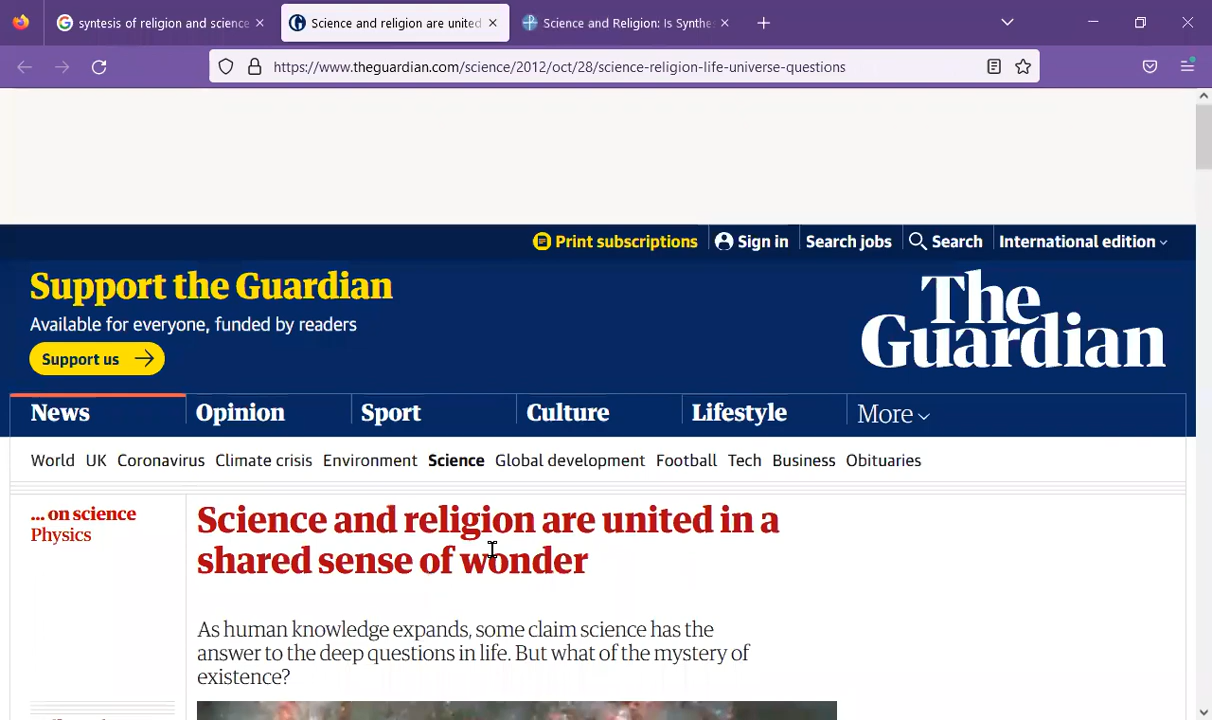 syntesis of religion and science
Science and religion are united
Science and Religion: Is Synthe
https://www.theguardian.com/science/2012/oct/28/science-religion-life-universe-questions
Print subscriptions
Sign in
Search jobs
Search
International edition
Support the Guardian
Available for everyone, funded by readers
Support us
The
Guardian
News Opinion Sport Culture Lifestyle More
World UK Coronavirus Climate crisis Environment Science Global development Football Tech Business Obituaries
... on science
Physics
Science and religion are united in a
shared sense of wonder
As human knowledge expands, some claim science has the
answer to the deep questions in life. But what of the mystery of
existence?